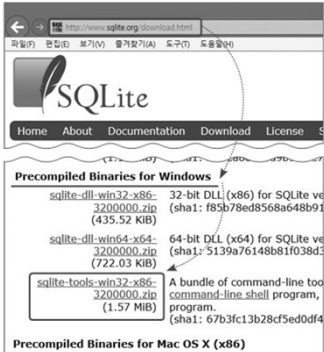 http://www.sqlite.org/download.html
파일(F) 편집(E) 보기(V) 즐겨찾기(A) 도구(T) 도움말(H)
SQLite
Home About Documentation Download License S
Precompiled Binaries for Windows
sqlite-dll-win32-x86-3200000.zip
(435.52 KiB)
32-bit DLL (x86) for SQLite ve
(sha1: f85b78ed8568a648b91
sqlite-dll-win64-x64-3200000.zip
(722.03 KiB)
64-bit DLL (x64) for SQLite ve
(sha1: 5139a76148b81f038d3
sqlite-tools-win32-x86-3200000.zip
(1.57 MiB)
A bundle of command-line too
command-line shell program,
program.
(sha1: 67b3fc13b28cf5ed0df4
Precompiled Binaries for Mac OS X (x86)